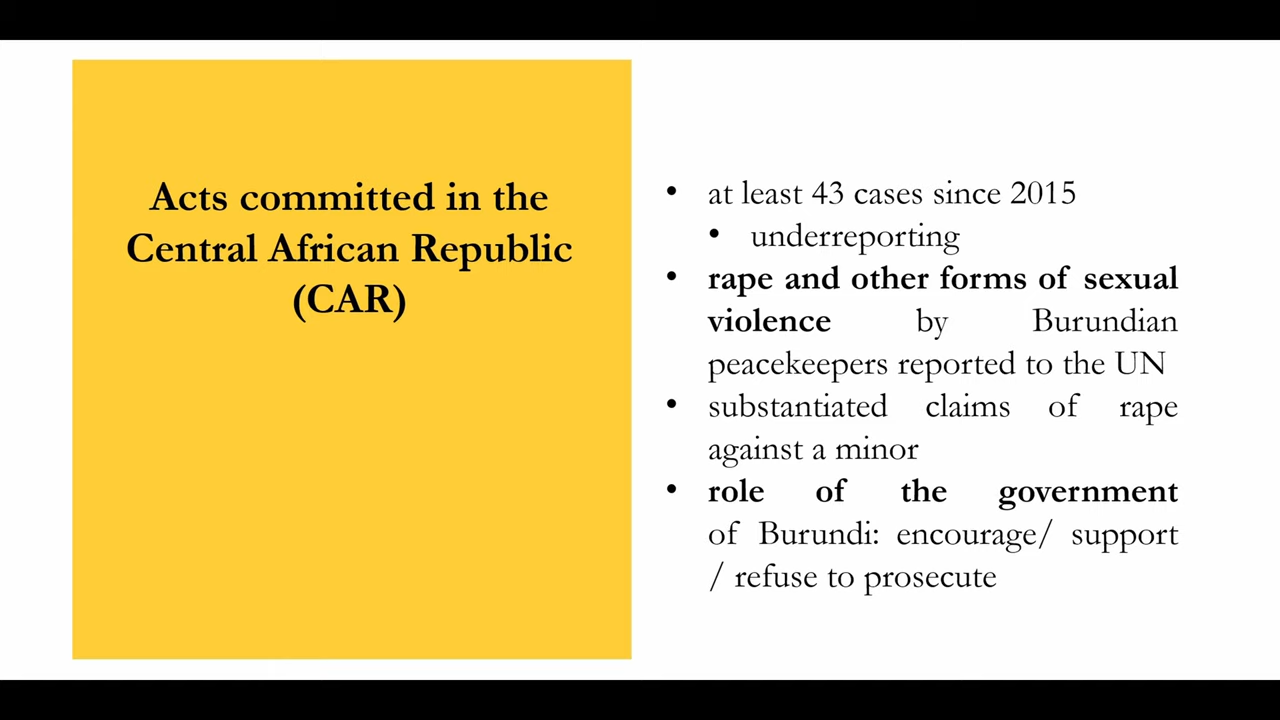 Acts committed in the
Central African Republic
(CAR)
• at least 43 cases since 2015
• underreporting
• rape and other forms of sexual
violence by Burundian
peacekeepers reported to the UN
• substantiated claims of rape
against a minor
• role of the government
of Burundi: encourage/ support
/ refuse to prosecute